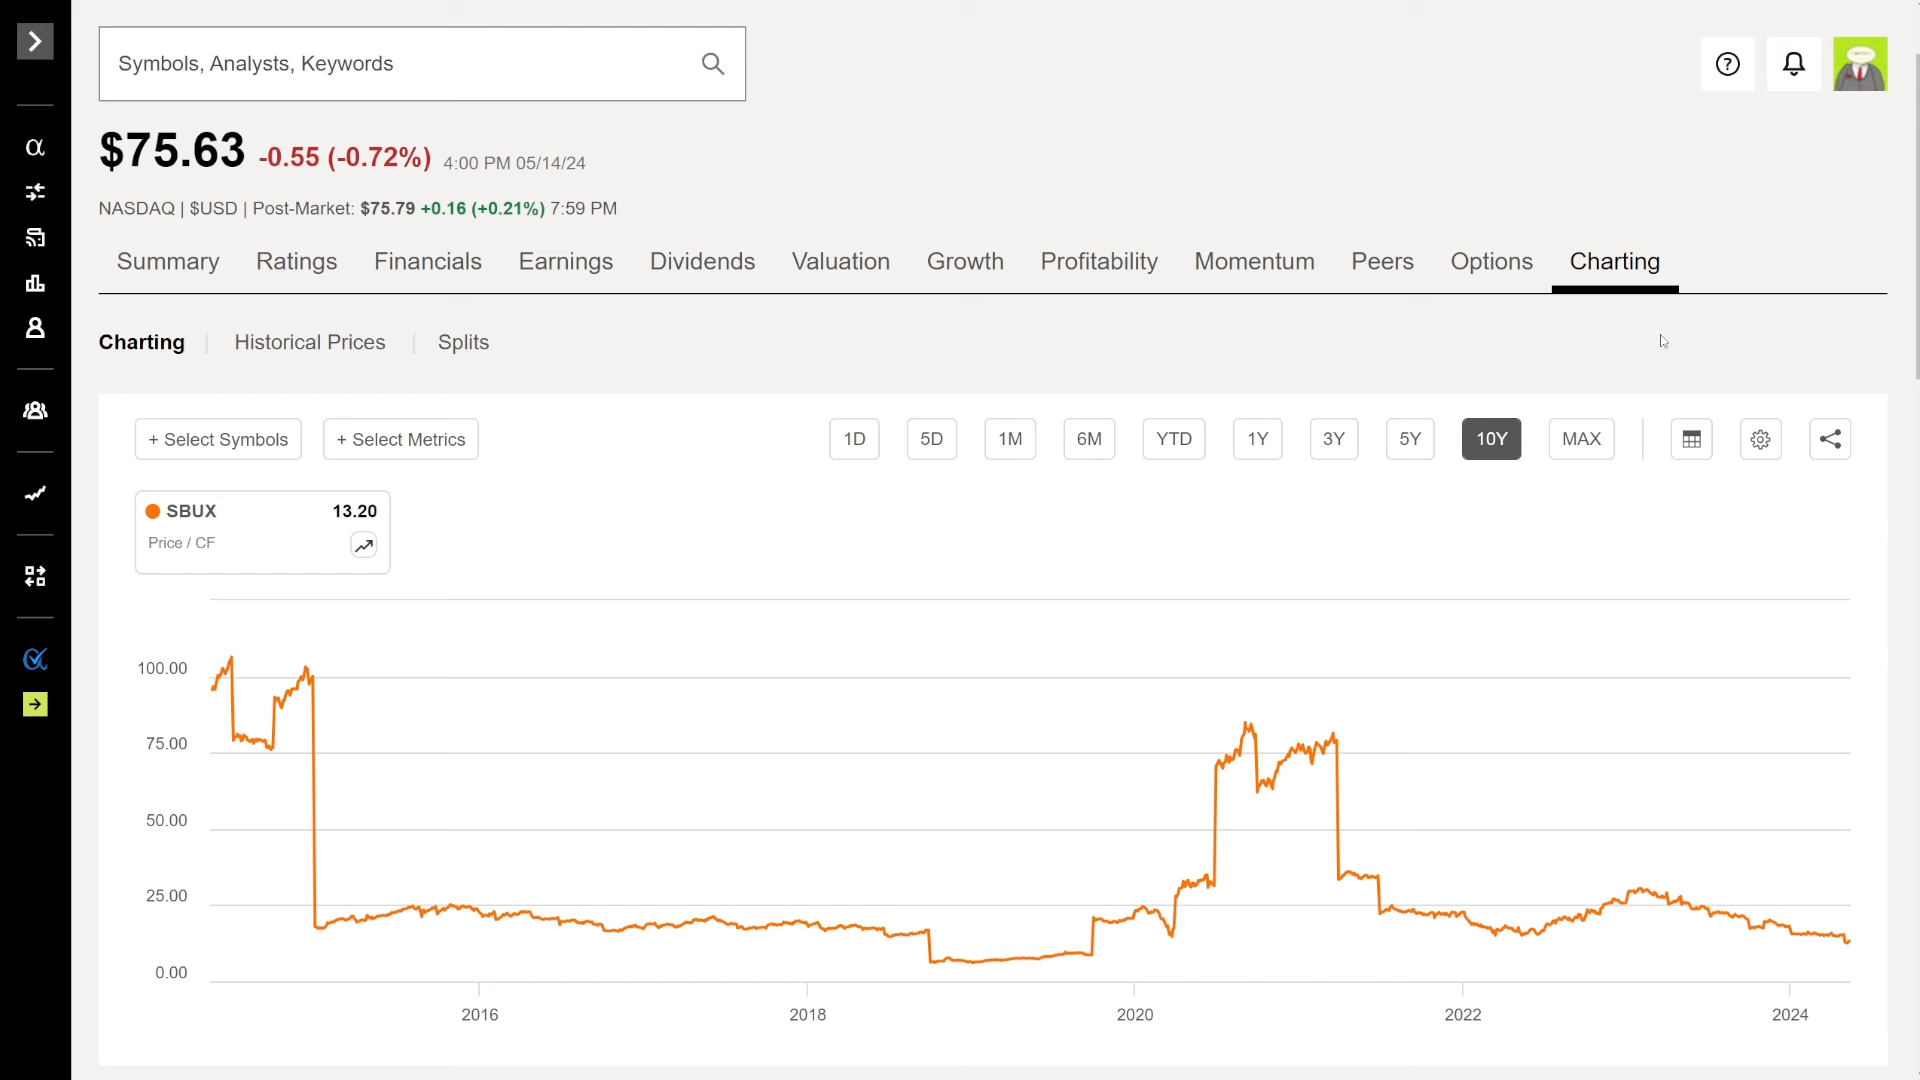 Symbols, Analysts, Keywords
$75.63 -0.55 (-0.72%) 4:00 PM 05/14/24
NASDAQ | $USD | Post-Market: $75.79 +0.16 (+0.21%) 7:59 PM
Summary Ratings Financials Earnings Dividends Valuation Growth Profitability Momentum Peers Options Charting
Charting | Historical Prices | Splits
+ Select Symbols + Select Metrics 1D 5D 1M 6M YTD 1Y 3Y 5Y 10Y MAX
SBUX 13.20
Price / CF
100.00
75.00
50.00
25.00
0.00
2016 2018 2020 2022 2024